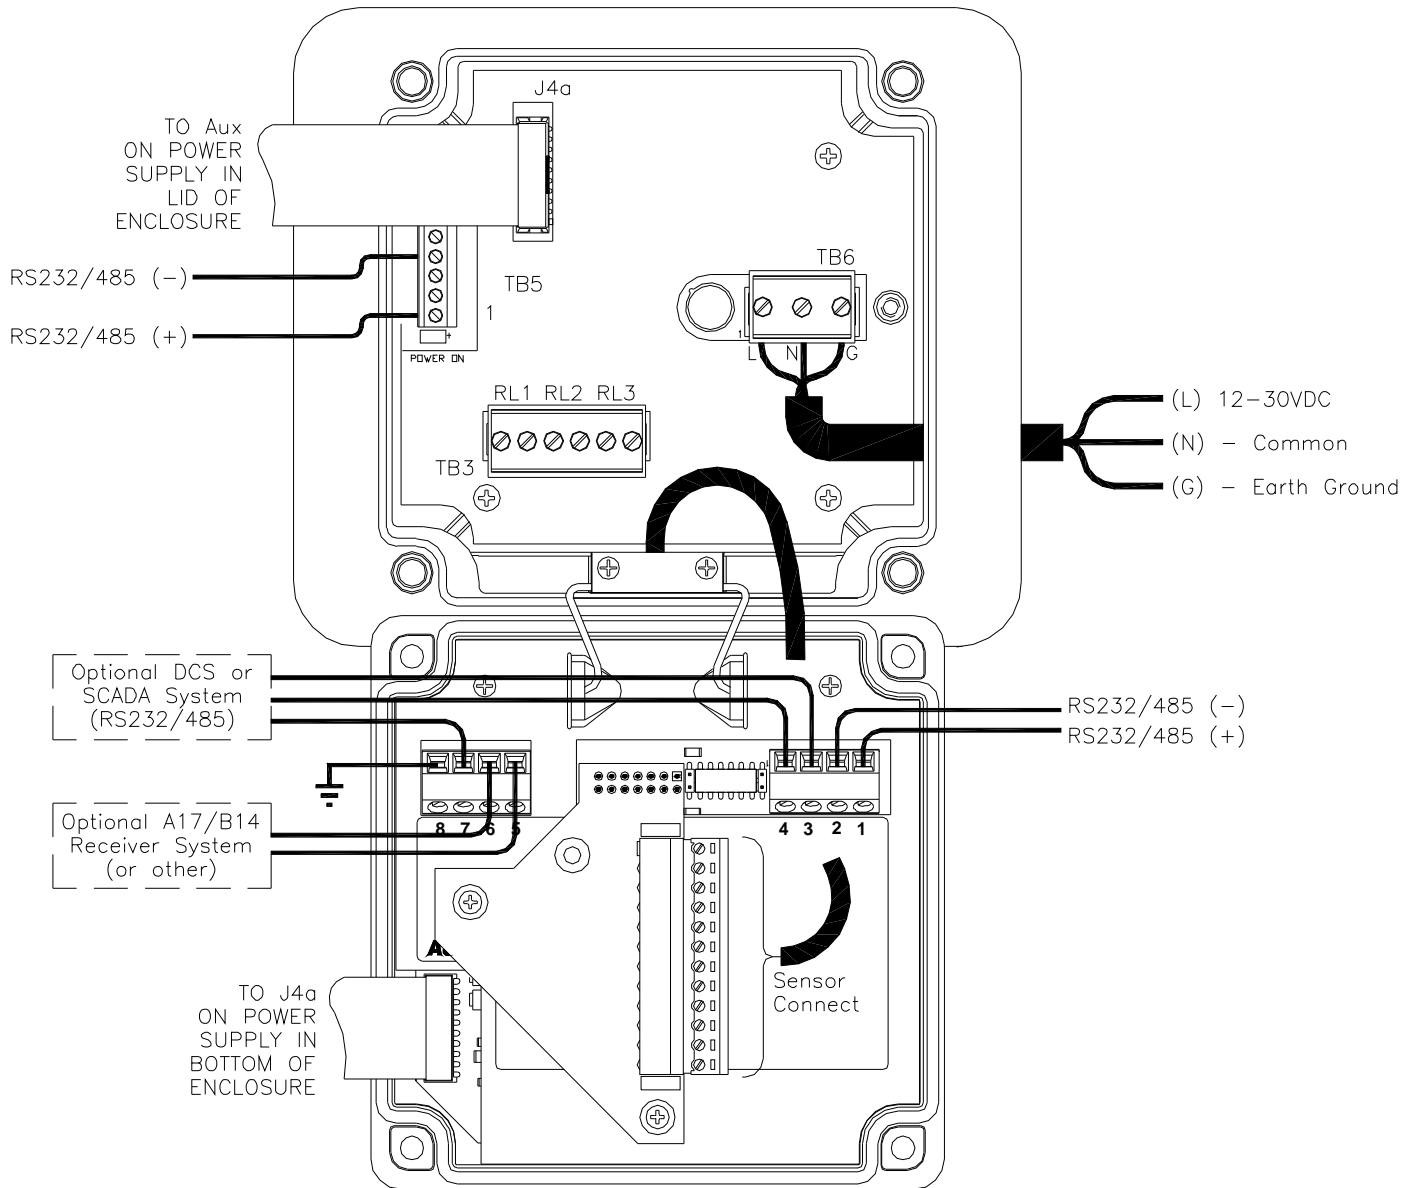 J4a
TO Aux
ON POWER
SUPPLY IN
LID OF
ENCLOSURE
RS232/485 (-)
TB5
1
RS232/485 (+)
POWER ON
TB6
1
L N G
RL1 RL2 RL3
TB3
(L) 12-30VDC
(N) - Common
(G) - Earth Ground
Optional DCS or
SCADA System
(RS232/485)
RS232/485 (-)
RS232/485 (+)
8 7 6 5
4 3 2 1
Optional A17/B14
Receiver System
(or other)
Sensor
Connect
TO J4a
ON POWER
SUPPLY IN
BOTTOM OF
ENCLOSURE